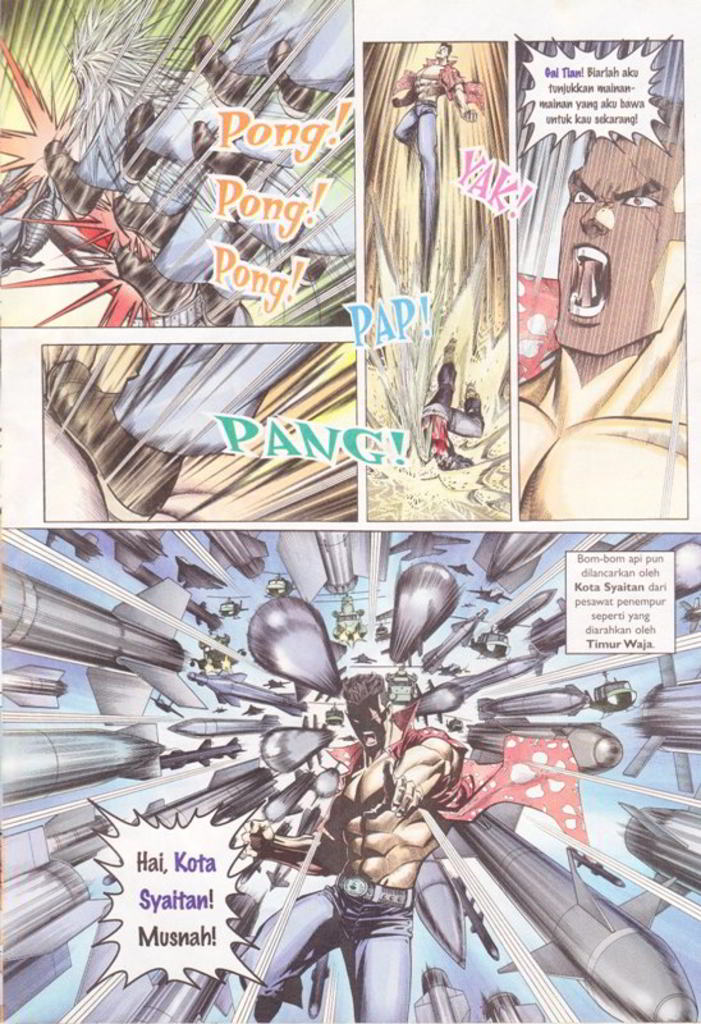 Pong!
Pong!
Pong!
YAK!
PAP!
Gai Tian! Biarlah aku
tunjukkan mainan-
mainan yang aku bawa
untuk kau sekarang!
PANG!
Bom-bom api pun
dilancarkan oleh
Kota Syaitan dari
pesawat penempur
seperti yang
diarahkan oleh
Timur Waja.
Hai, Kota
Syaitan!
Musnah!